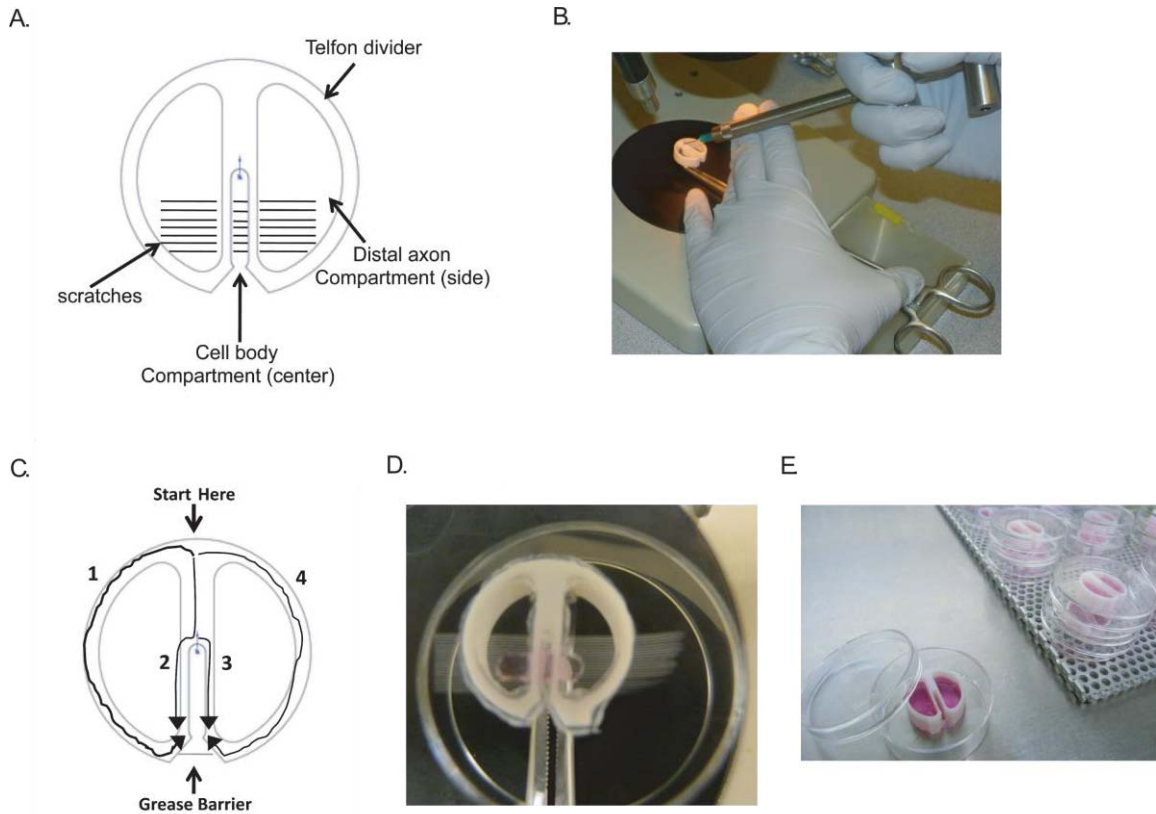 A.
Telfon divider
scratches
Distal axon
Compartment (side)
Cell body
Compartment (center)
B.
C.
Start Here
1
4
2
3
Grease Barrier
D.
E.